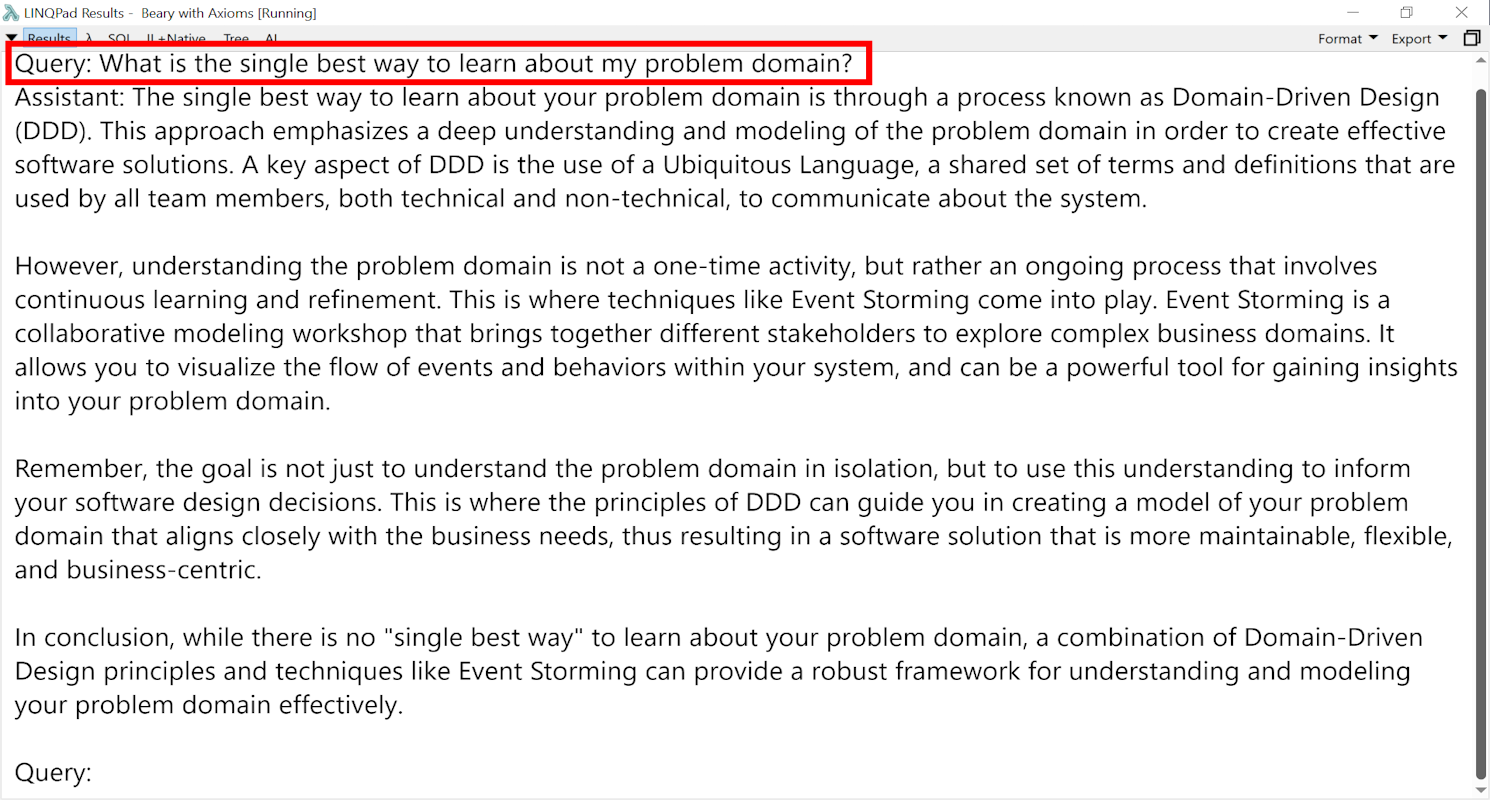 LINQPad Results - Beary with Axioms [Running]
Results λ SQL IL+Native Tree AI Format Export
Query: What is the single best way to learn about my problem domain?
Assistant: The single best way to learn about your problem domain is through a process known as Domain-Driven Design
(DDD). This approach emphasizes a deep understanding and modeling of the problem domain in order to create effective
software solutions. A key aspect of DDD is the use of a Ubiquitous Language, a shared set of terms and definitions that are
used by all team members, both technical and non-technical, to communicate about the system.
However, understanding the problem domain is not a one-time activity, but rather an ongoing process that involves
continuous learning and refinement. This is where techniques like Event Storming come into play. Event Storming is a
collaborative modeling workshop that brings together different stakeholders to explore complex business domains. It
allows you to visualize the flow of events and behaviors within your system, and can be a powerful tool for gaining insights
into your problem domain.
Remember, the goal is not just to understand the problem domain in isolation, but to use this understanding to inform
your software design decisions. This is where the principles of DDD can guide you in creating a model of your problem
domain that aligns closely with the business needs, thus resulting in a software solution that is more maintainable, flexible,
and business-centric.
In conclusion, while there is no "single best way" to learn about your problem domain, a combination of Domain-Driven
Design principles and techniques like Event Storming can provide a robust framework for understanding and modeling
your problem domain effectively.
Query: